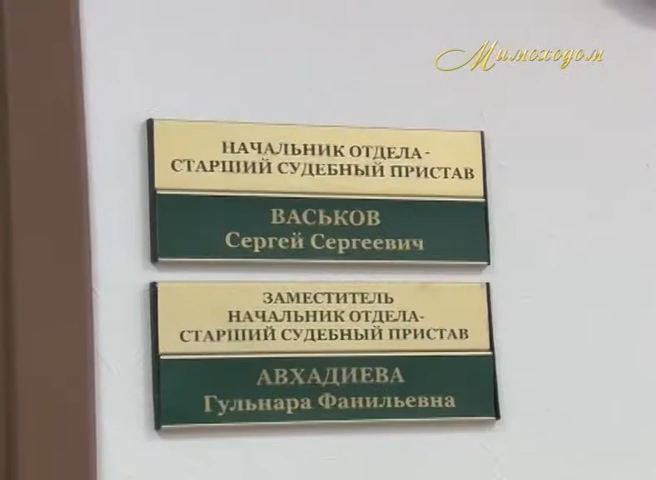 Мимоходом
НАЧАЛЬНИК ОТДЕЛА-
СТАРШИЙ СУДЕБНЫЙ ПРИСТАВ
ВАСЬКОВ
Сергей Сергеевич
ЗАМЕСТИТЕЛЬ
НАЧАЛЬНИК ОТДЕЛА-
СТАРШИЙ СУДЕБНЫЙ ПРИСТАВ
АВХАДИЕВА
Гульнара Фанильевна